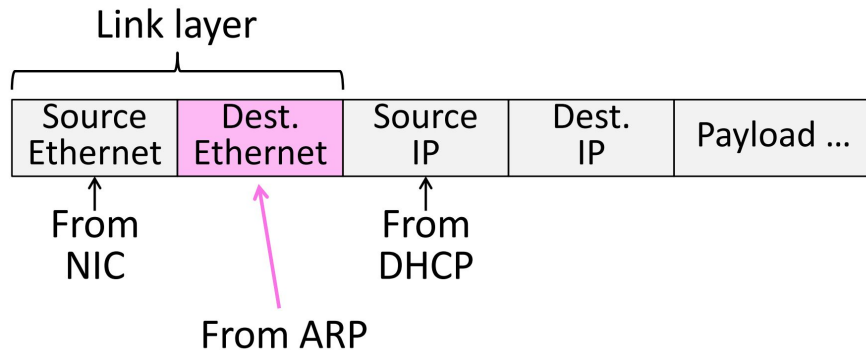 Link layer
Source Dest. Source Dest. Payload ...
Ethernet Ethernet IP IP
From From
NIC DHCP
From ARP